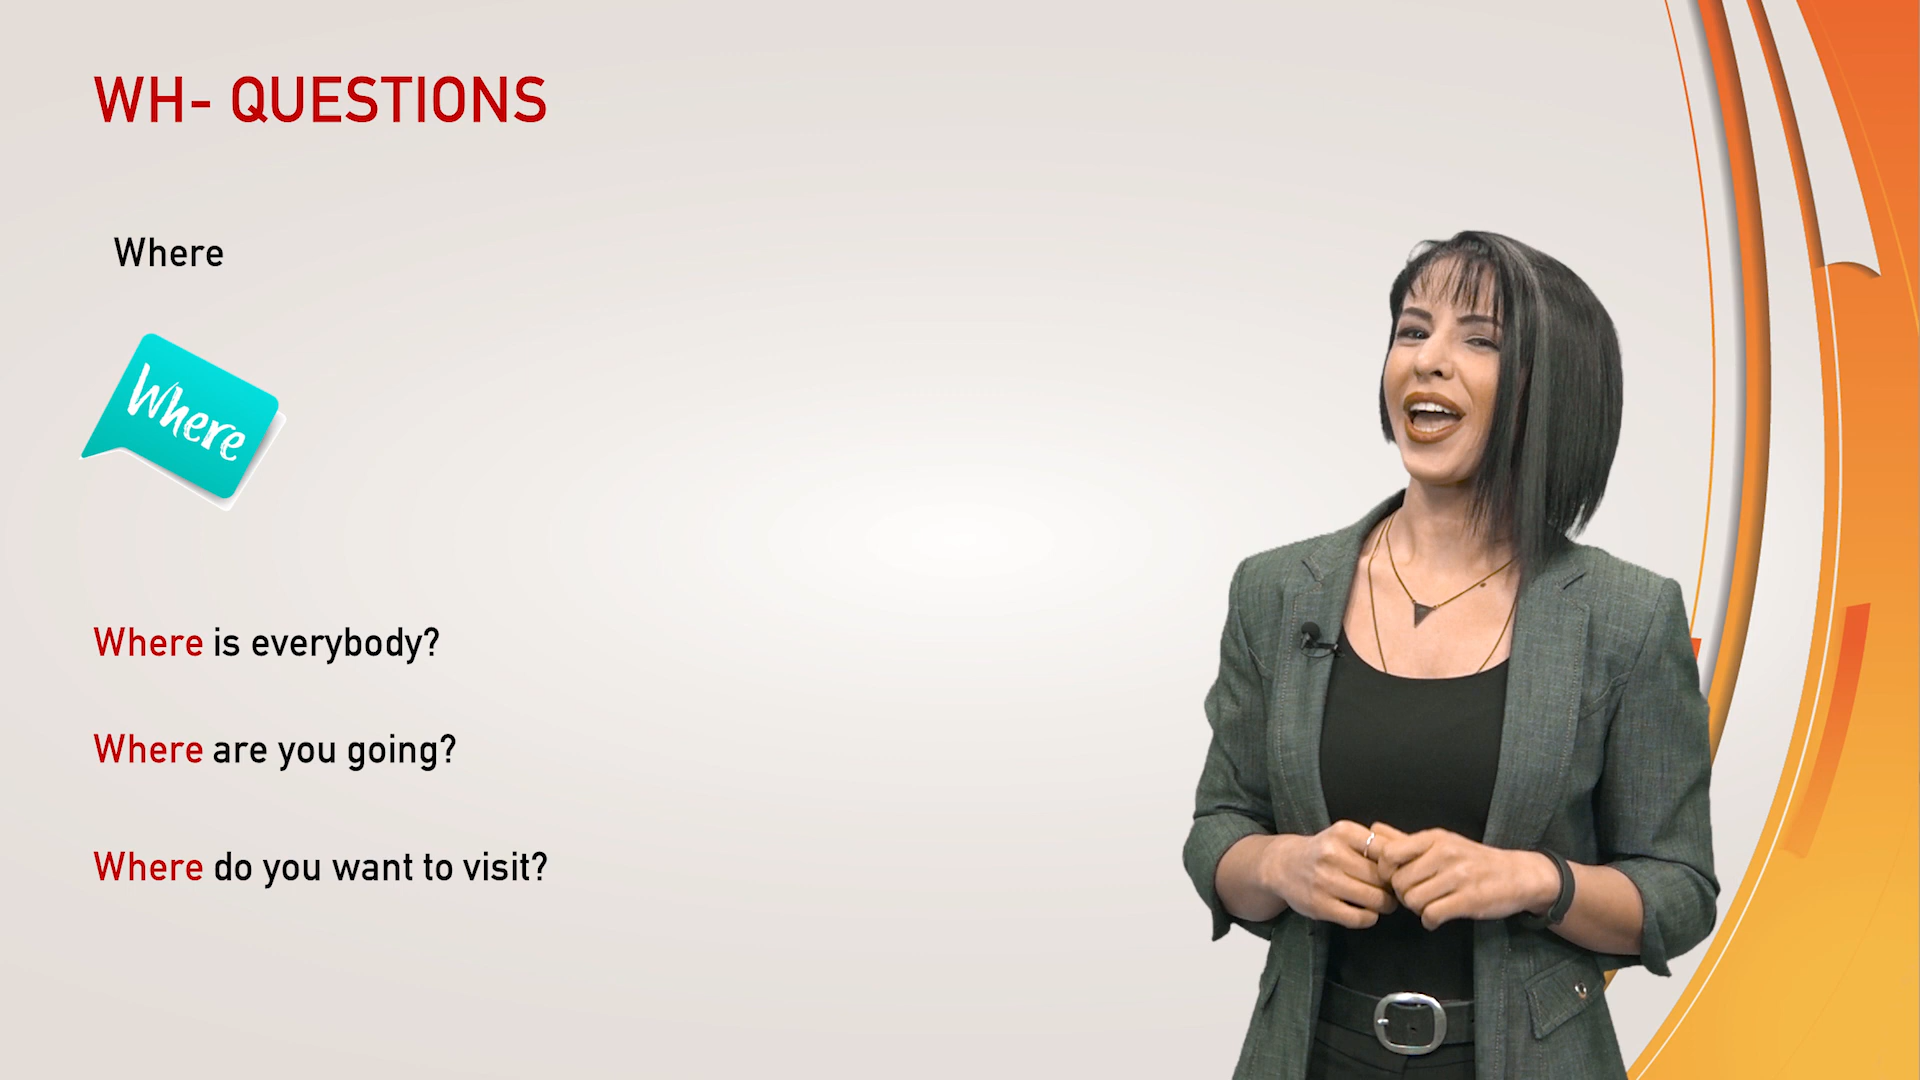 WH- QUESTIONS
Where
Where
Where is everybody?
Where are you going?
Where do you want to visit?